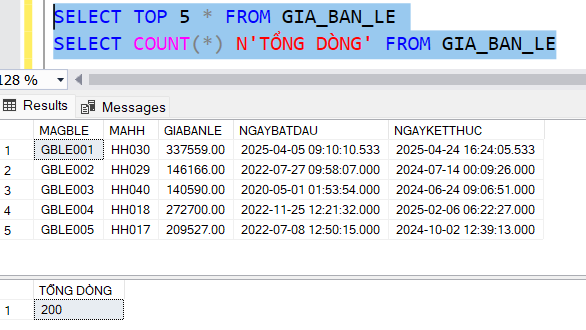 SELECT TOP 5 * FROM GIA_BAN_LE
SELECT COUNT(*) N'TỔNG DÒNG' FROM GIA_BAN_LE
128 %
Results Messages
MAGBLE MAHH GIABANLE NGAYBATDAU NGAYKETTHUC
1 GBLE001 HH030 337559.00 2025-04-05 09:10:10.533 2025-04-24 16:24:05.533
2 GBLE002 HH029 146166.00 2022-07-27 09:58:07.000 2024-07-14 00:09:26.000
3 GBLE003 HH040 140590.00 2020-05-01 01:53:54.000 2024-06-24 09:06:51.000
4 GBLE004 HH018 272700.00 2022-11-25 12:21:32.000 2025-02-06 06:22:27.000
5 GBLE005 HH017 209527.00 2022-07-08 12:50:15.000 2024-10-02 12:39:13.000
TỔNG DÒNG
1 200